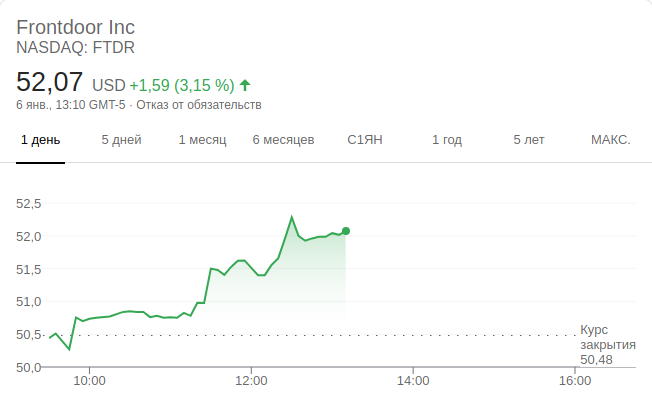 Frontdoor Inc
NASDAQ: FTDR
52,07 USD +1,59 (3,15 %)
6 янв., 13:10 GMT-5 · Отказ от обязательств
1 день 5 дней 1 месяц 6 месяцев С1ЯН 1 год 5 лет МАКС.
52,5
52,0
51,5
51,0
50,5
50,0
Курс
закрытия
50,48
10:00 12:00 14:00 16:00